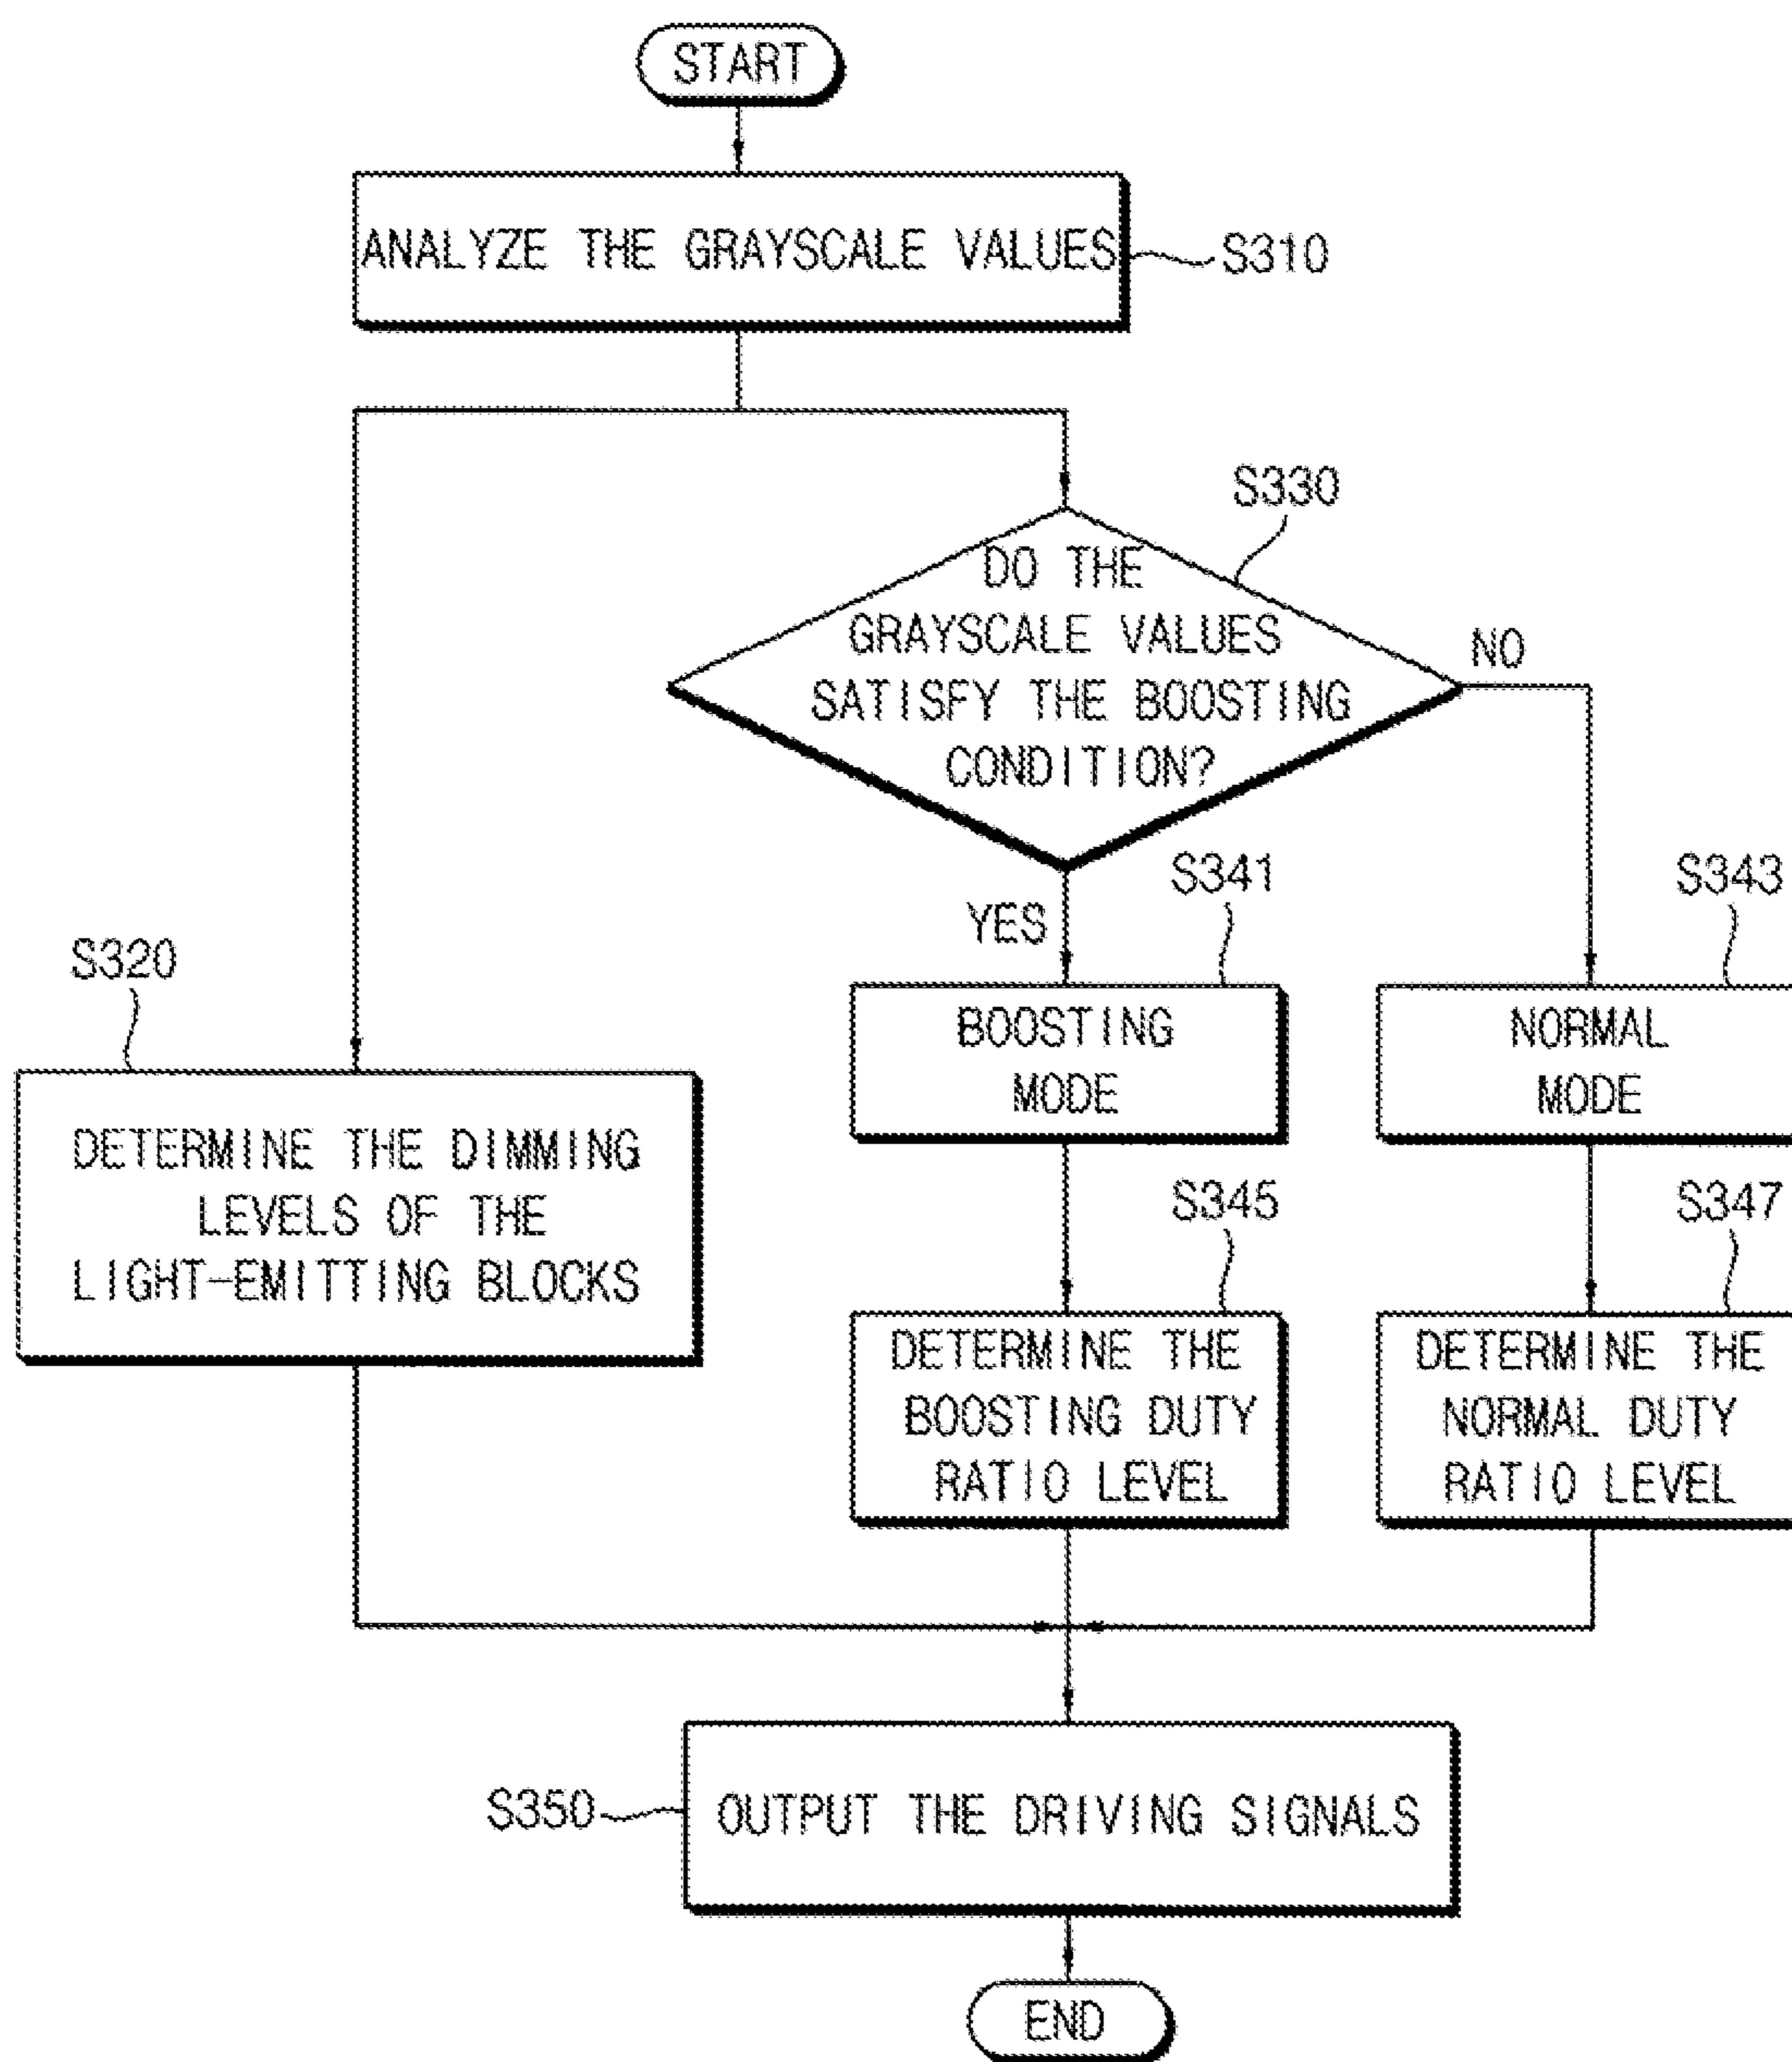 START
ANALYZE THE GRAYSCALE VALUES
S310
S330
DO THE
GRAYSCALE VALUES
SATISFY THE BOOSTING
CONDITION?
NO
YES
S341
S343
S320
BOOSTING
MODE
NORMAL
MODE
DETERMINE THE DIMMING
LEVELS OF THE
LIGHT-EMITTING BLOCKS
S345
S347
DETERMINE THE
BOOSTING DUTY
RATIO LEVEL
DETERMINE THE
NORMAL DUTY
RATIO LEVEL
S350
OUTPUT THE DRIVING SIGNALS
END